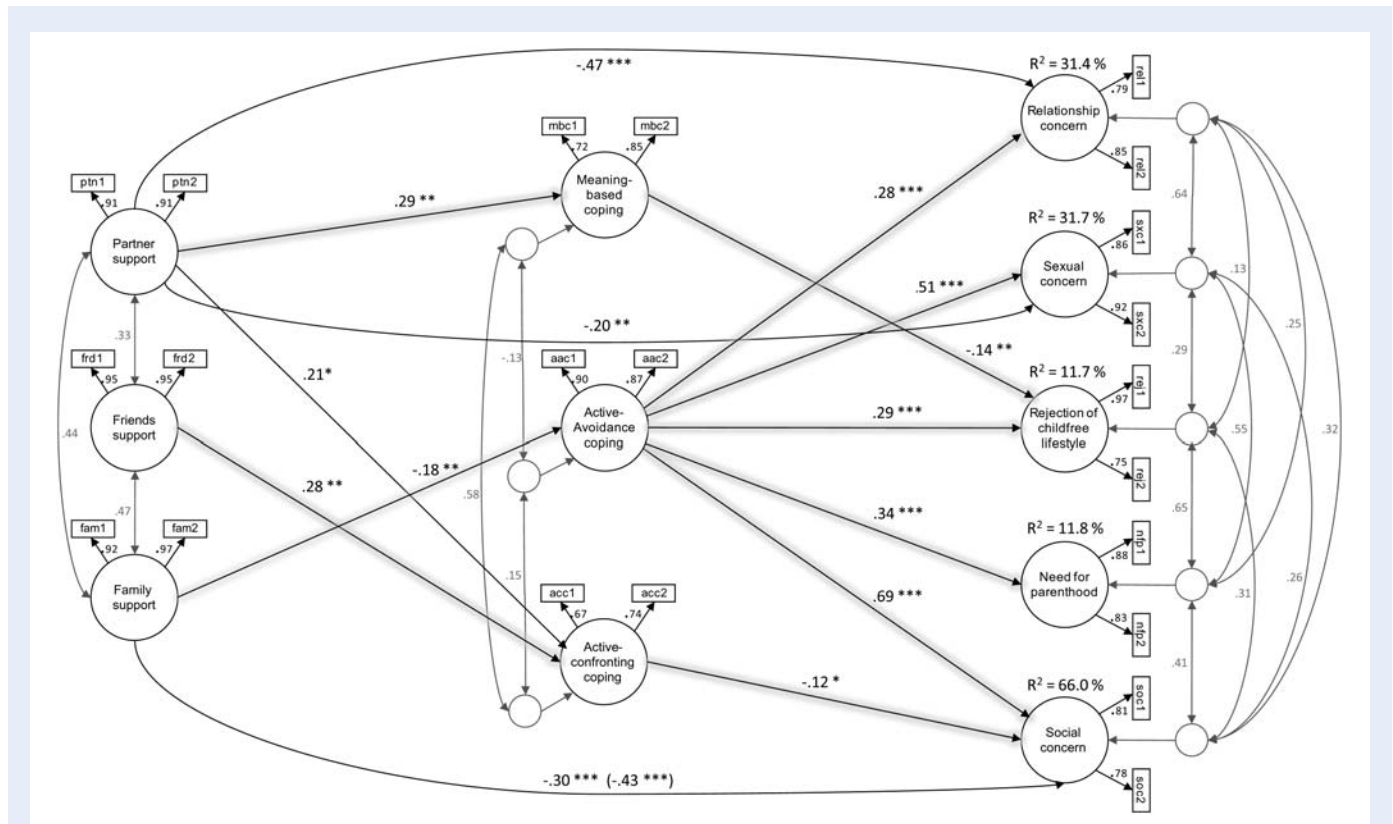 -.47 ***
R² = 31.4 %
rel1
.79
Relationship
concern
.85
rel2
mbc1
mbc2
.72
.85
Meaning-
based
coping
ptn1
ptn2
.91
.91
Partner
support
.29 **
.28 ***
.64
R² = 31.7 %
sxc1
.86
Sexual
concern
.92
sxc2
.51 ***
.13
.25
-.20 **
.33
-.13
-.14 **
.29
frd1
frd2
.95
.95
Friends
support
.21*
aac1
aac2
.90
.87
Active-
Avoidance
coping
.29 ***
R² = 11.7 %
rej1
.97
Rejection of
childfree
lifestyle
.75
rej2
.44
.55
.32
-.18 **
.28 **
.58
.47
.34 ***
.65
fam1
fam2
.92
.97
Family
support
R² = 11.8 %
nfp1
.88
Need for
parenthood
.83
nfp2
.15
.26
.31
.69 ***
acc1
acc2
.67
.74
Active-
confronting
coping
.41
-.12 *
R² = 66.0 %
soc1
.81
Social
concern
.78
soc2
-.30 *** (-.43 ***)